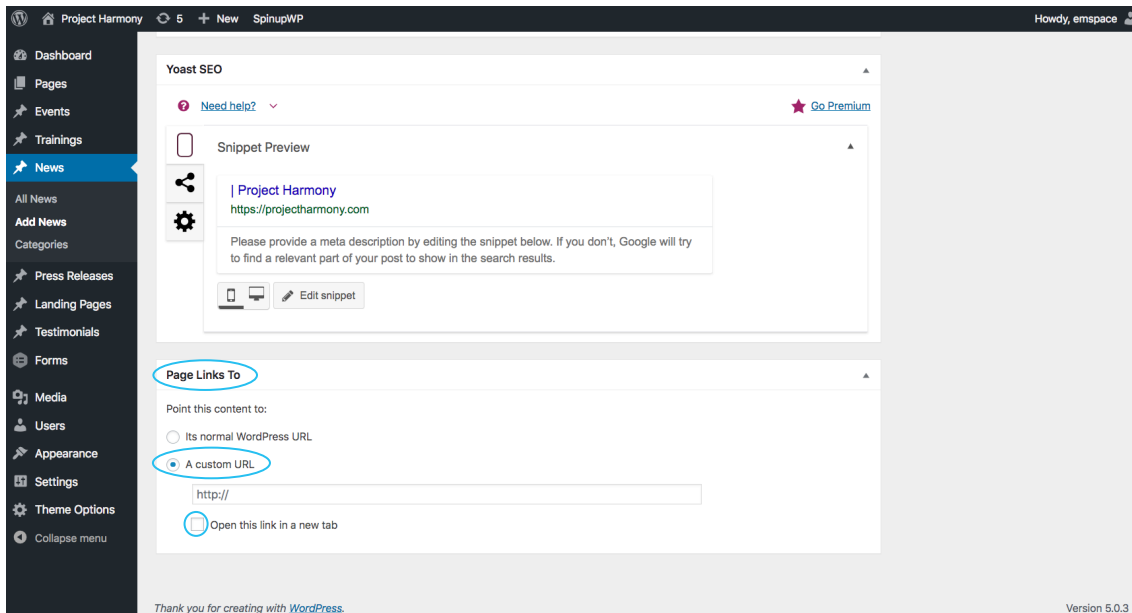 Project Harmony 5 New SpinupWP Howdy, emspace
Dashboard
Pages
Events
Trainings
News
All News
Add News
Categories
Press Releases
Landing Pages
Testimonials
Forms
Media
Users
Appearance
Settings
Theme Options
Collapse menu
Yoast SEO
Need help? Go Premium
Snippet Preview
| Project Harmony
https://projectharmony.com
Please provide a meta description by editing the snippet below. If you don't, Google will try
to find a relevant part of your post to show in the search results.
Edit snippet
Page Links To
Point this content to:
Its normal WordPress URL
A custom URL
http://
Open this link in a new tab
Thank you for creating with WordPress. Version 5.0.3